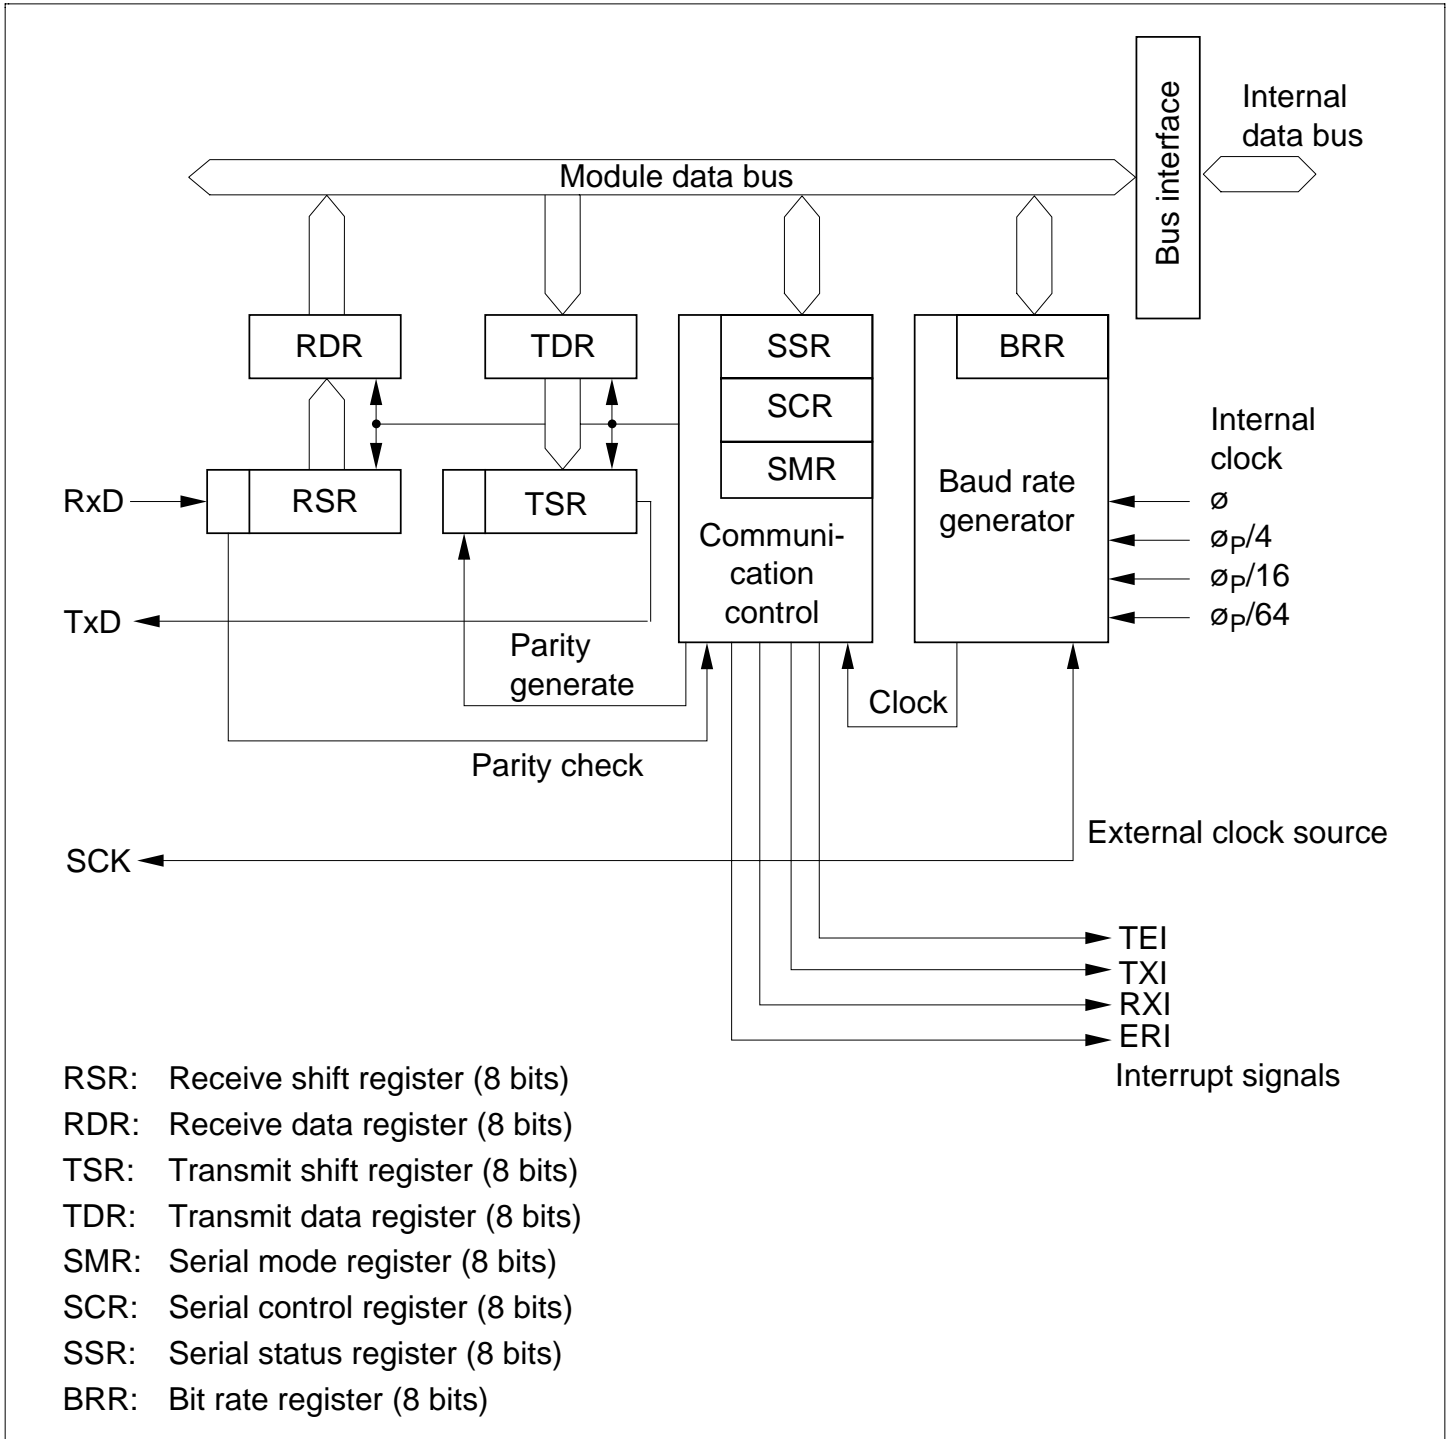 Internal
data bus
Bus interface
Module data bus
RDR
TDR
SSR
BRR
SCR
SMR
Internal
clock
RxD
RSR
TSR
Baud rate
generator
ø
øP/4
øP/16
øP/64
Communi-
cation
control
TxD
Parity
generate
Clock
Parity check
External clock source
SCK
TEI
TXI
RXI
ERI
Interrupt signals
RSR: Receive shift register (8 bits)
RDR: Receive data register (8 bits)
TSR: Transmit shift register (8 bits)
TDR: Transmit data register (8 bits)
SMR: Serial mode register (8 bits)
SCR: Serial control register (8 bits)
SSR: Serial status register (8 bits)
BRR: Bit rate register (8 bits)